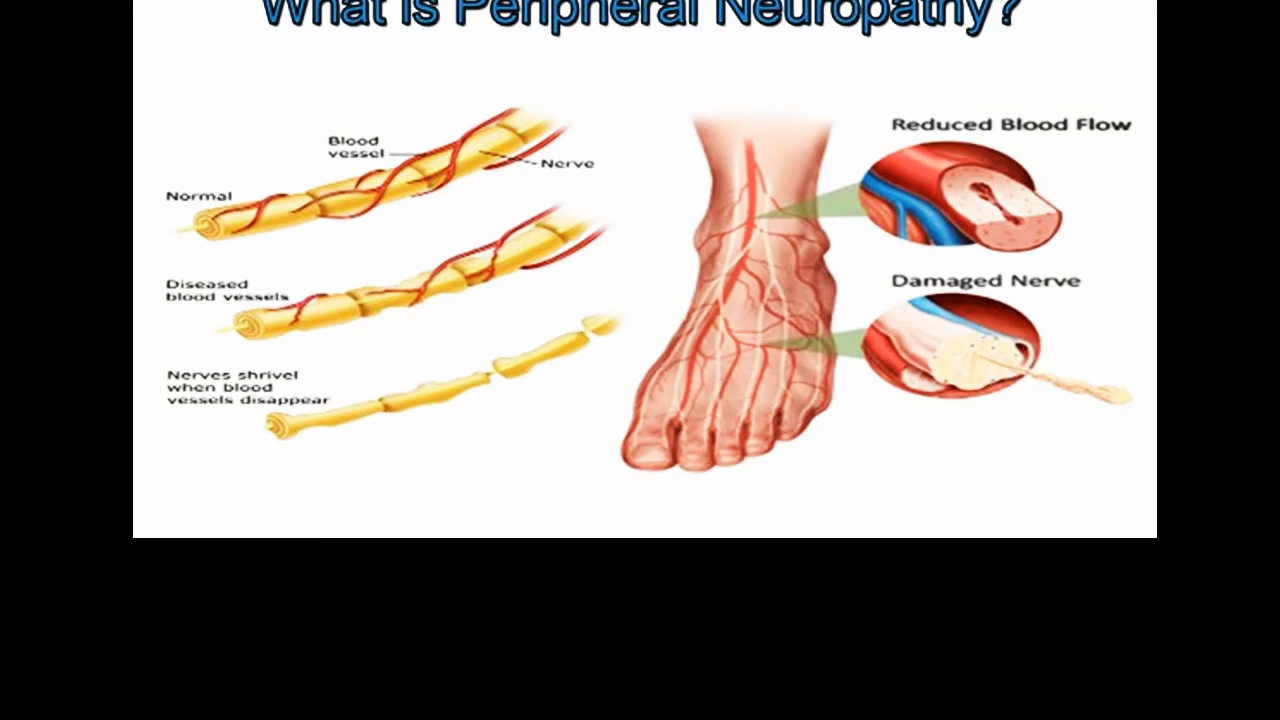 What Is Peripheral Neuropathy?
Blood
vessel
Nerve
Normal
Diseased
blood vessels
Nerves shrivel
when blood
vessels disappear
Reduced Blood Flow
Damaged Nerve